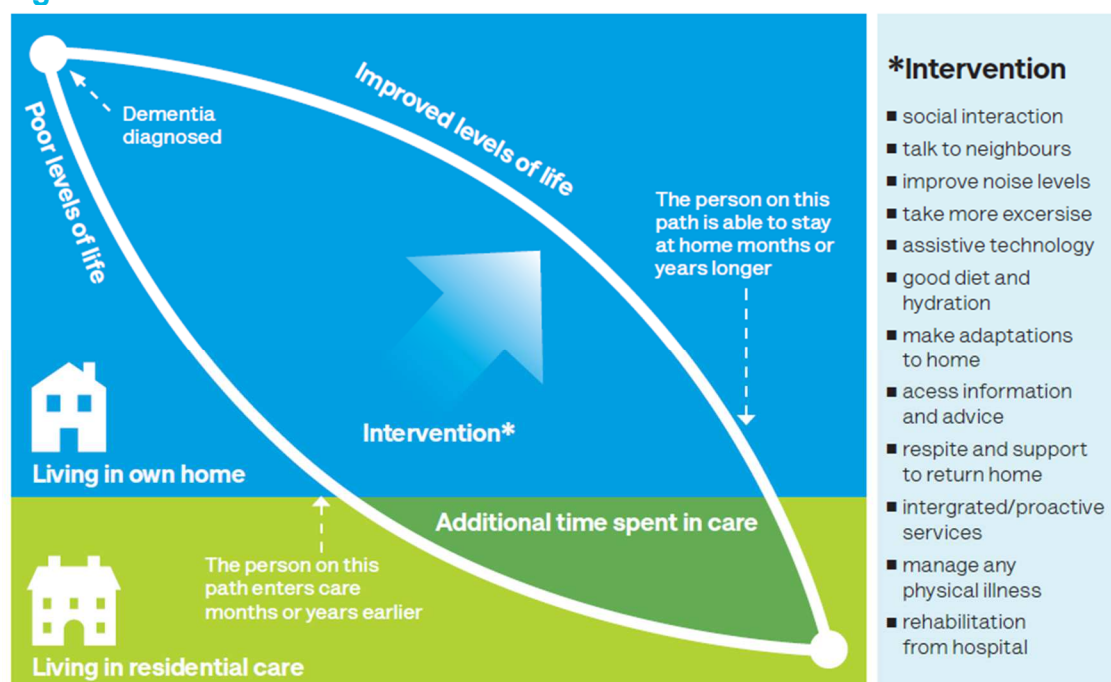 Dementia
diagnosed
Poor levels of life
Improved levels of life
The person on this
path is able to stay
at home months or
years longer
Intervention*
Living in own home
Additional time spent in care
The person on this
path enters care
months or years earlier
Living in residential care
*Intervention
■ social interaction
■ talk to neighbours
■ improve noise levels
■ take more excersise
■ assistive technology
■ good diet and
hydration
■ make adaptations
to home
■ acess information
and advice
■ respite and support
to return home
■ intergrated/proactive
services
■ manage any
physical illness
■ rehabilitation
from hospital